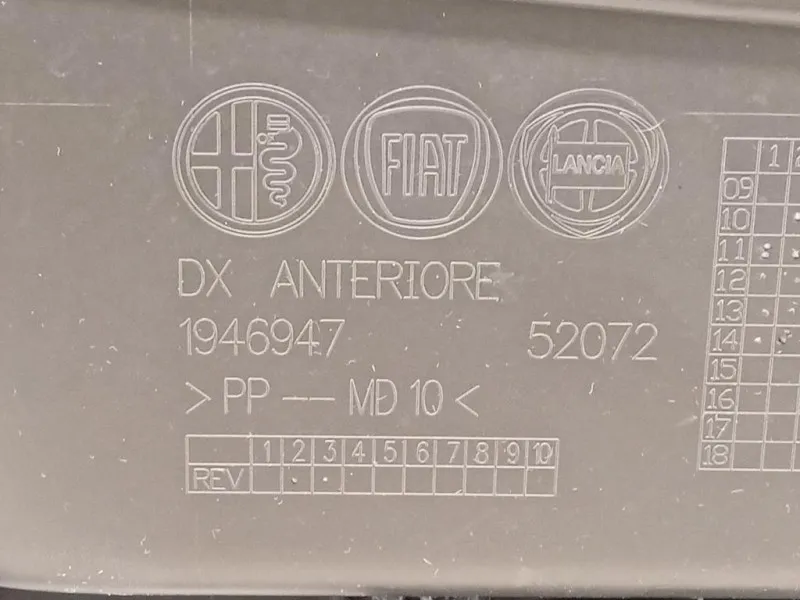 FIAT
LANCIA
DX ANTERIORE
1946947 52072
>PP -- MD 10<
1 2 3 4 5 6 7 8 9 10
REV
1 2
09
10
11
12
13
14
15
16
17
18